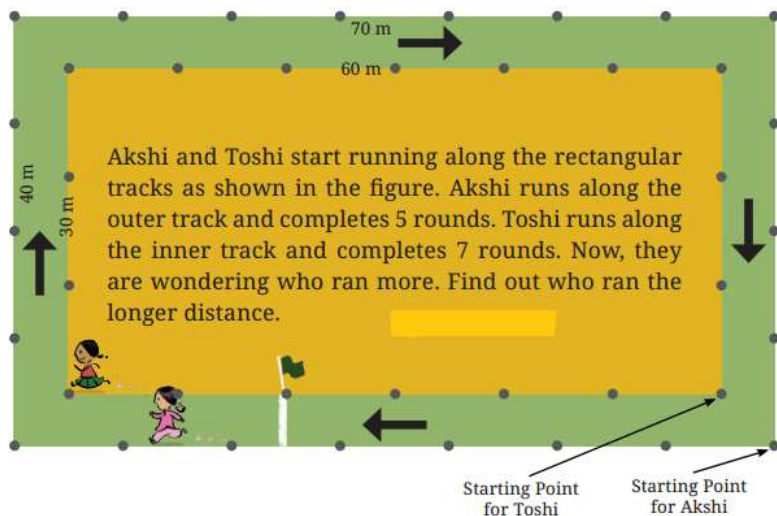 70 m
60 m
40 m
30 m
Akshi and Toshi start running along the rectangular
tracks as shown in the figure. Akshi runs along the
outer track and completes 5 rounds. Toshi runs along
the inner track and completes 7 rounds. Now, they
are wondering who ran more. Find out who ran the
longer distance.
Starting Point
for Toshi
Starting Point
for Akshi